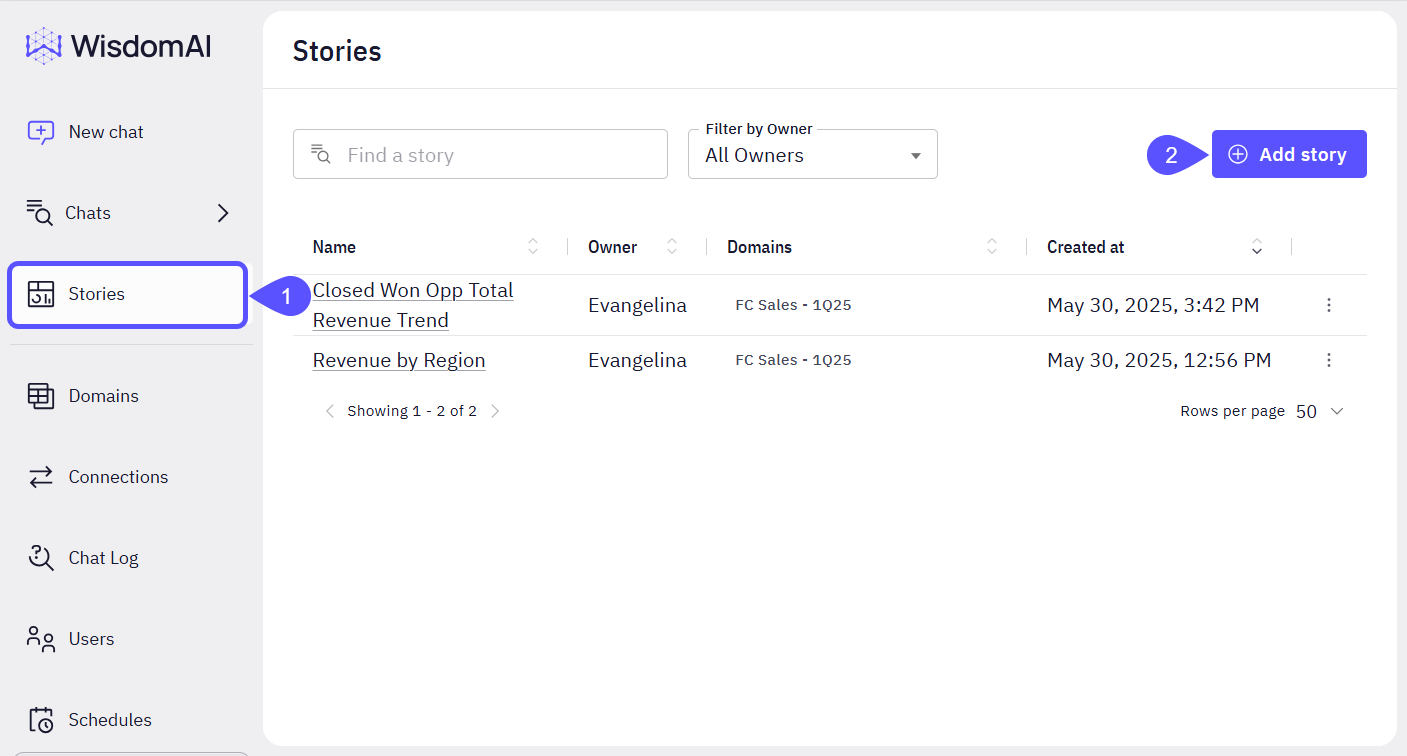 WisdomAI
New chat
Chats
Stories
Domains
Connections
Chat Log
Users
Schedules
1
Stories
Find a story
Filter by Owner
All Owners
2
Add story
Name Owner Domains Created at
Closed Won Opp Total
Revenue Trend
Evangelina FC Sales - 1Q25 May 30, 2025, 3:42 PM
Revenue by Region Evangelina FC Sales - 1Q25 May 30, 2025, 12:56 PM
Showing 1 - 2 of 2 Rows per page 50